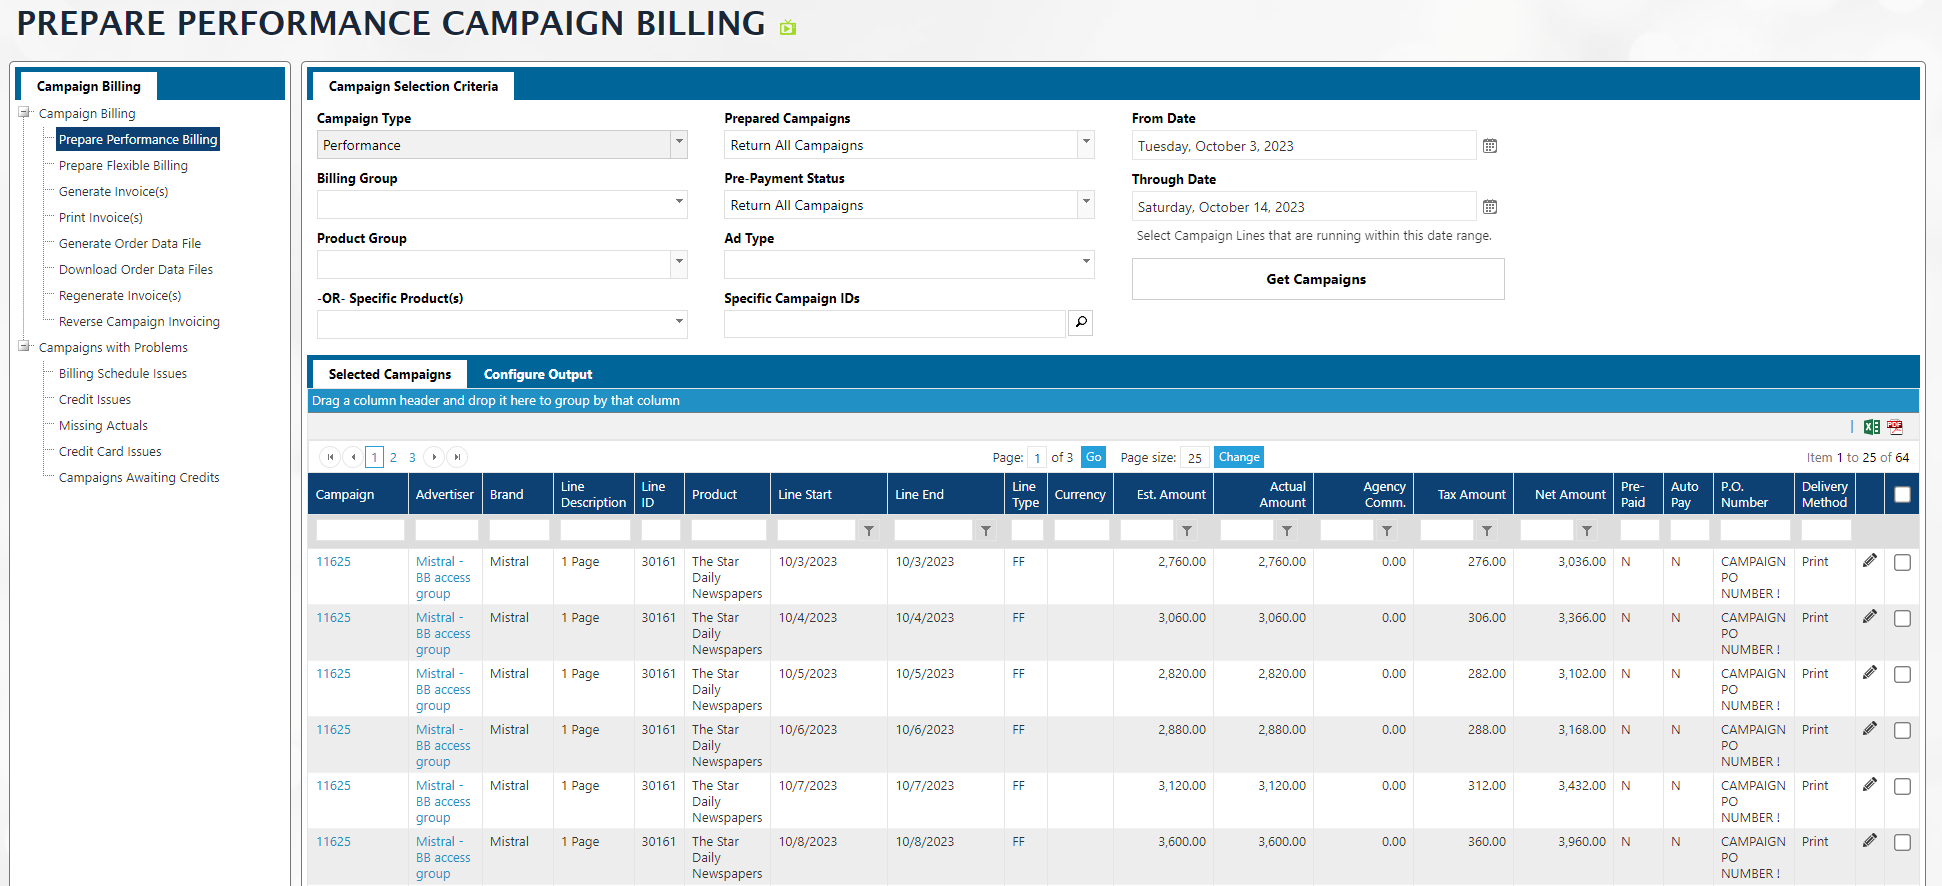 PREPARE PERFORMANCE CAMPAIGN BILLING
Campaign Billing
Campaign Billing
Prepare Performance Billing
Prepare Flexible Billing
Generate Invoice(s)
Print Invoice(s)
Generate Order Data File
Download Order Data Files
Regenerate Invoice(s)
Reverse Campaign Invoicing
Campaigns with Problems
Billing Schedule Issues
Credit Issues
Missing Actuals
Credit Card Issues
Campaigns Awaiting Credits
Campaign Selection Criteria
Campaign Type
Performance
Billing Group
Product Group
-OR- Specific Product(s)
Prepared Campaigns
Return All Campaigns
Pre-Payment Status
Return All Campaigns
Ad Type
Specific Campaign IDs
From Date
Tuesday, October 3, 2023
Through Date
Saturday, October 14, 2023
Select Campaign Lines that are running within this date range.
Get Campaigns
Selected Campaigns Configure Output
Drag a column header and drop it here to group by that column
1 2 3 Page: 1 of 3 Go Page size: 25 Change Item 1 to 25 of 64
Campaign Advertiser Brand Line Description Line ID Product Line Start Line End Line Type Currency Est. Amount Actual Amount Agency Comm. Tax Amount Net Amount Pre-Paid Auto Pay P.O. Number Delivery Method
11625 Mistral - Mistral 1 Page 30161 The Star 10/3/2023 10/3/2023 FF 2,760.00 2,760.00 0.00 276.00 3,036.00 N N CAMPAIGN Print
BB access Daily PO
group Newspapers NUMBER !
11625 Mistral - Mistral 1 Page 30161 The Star 10/4/2023 10/4/2023 FF 3,060.00 3,060.00 0.00 306.00 3,366.00 N N CAMPAIGN Print
BB access Daily PO
group Newspapers NUMBER !
11625 Mistral - Mistral 1 Page 30161 The Star 10/5/2023 10/5/2023 FF 2,820.00 2,820.00 0.00 282.00 3,102.00 N N CAMPAIGN Print
BB access Daily PO
group Newspapers NUMBER !
11625 Mistral - Mistral 1 Page 30161 The Star 10/6/2023 10/6/2023 FF 2,880.00 2,880.00 0.00 288.00 3,168.00 N N CAMPAIGN Print
BB access Daily PO
group Newspapers NUMBER !
11625 Mistral - Mistral 1 Page 30161 The Star 10/7/2023 10/7/2023 FF 3,120.00 3,120.00 0.00 312.00 3,432.00 N N CAMPAIGN Print
BB access Daily PO
group Newspapers NUMBER !
11625 Mistral - Mistral 1 Page 30161 The Star 10/8/2023 10/8/2023 FF 3,600.00 3,600.00 0.00 360.00 3,960.00 N N CAMPAIGN Print
BB access Daily PO
group Newspapers NUMBER !